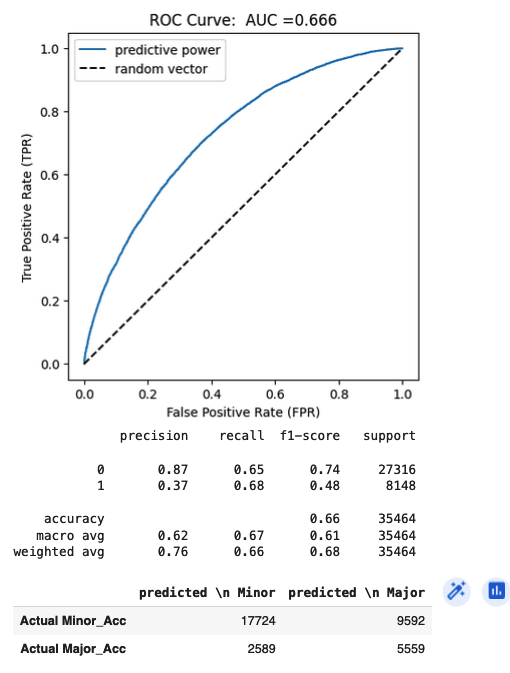 ROC Curve:  AUC =0.666
predictive power
random vector
1.0
0.8
0.6
0.4
0.2
0.0
True Positive Rate (TPR)
0.0 0.2 0.4 0.6 0.8 1.0
False Positive Rate (FPR)
precision recall f1-score support
0 0.87 0.65 0.74 27316
1 0.37 0.68 0.48 8148
accuracy 0.66 35464
macro avg 0.62 0.67 0.61 35464
weighted avg 0.76 0.66 0.68 35464
predicted \n Minor predicted \n Major
Actual Minor_Acc 17724 9592
Actual Major_Acc 2589 5559